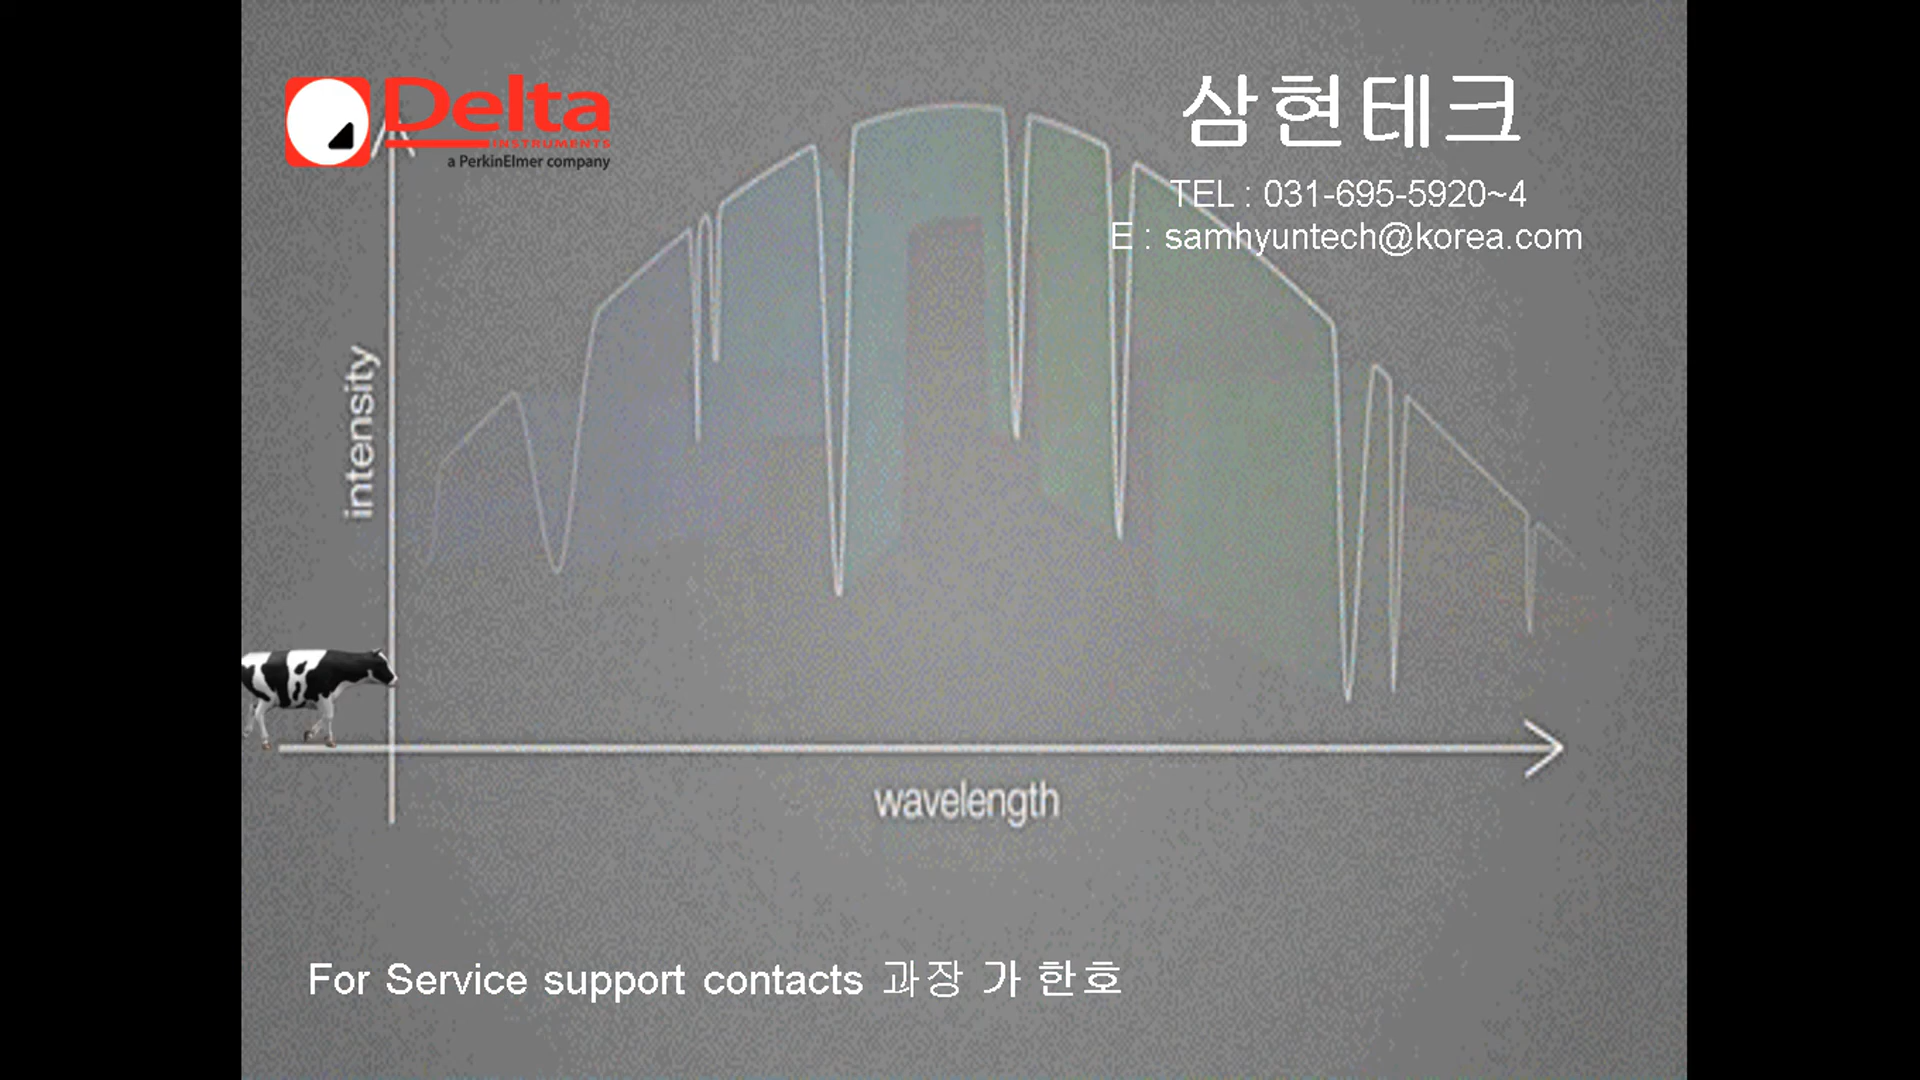 Delta
INSTRUMENTS
a PerkinElmer company
삼현테크
TEL : 031-695-5920~4
E : samhyuntech@korea.com
intensity
wavelength
For Service support contacts 과장 가 한호